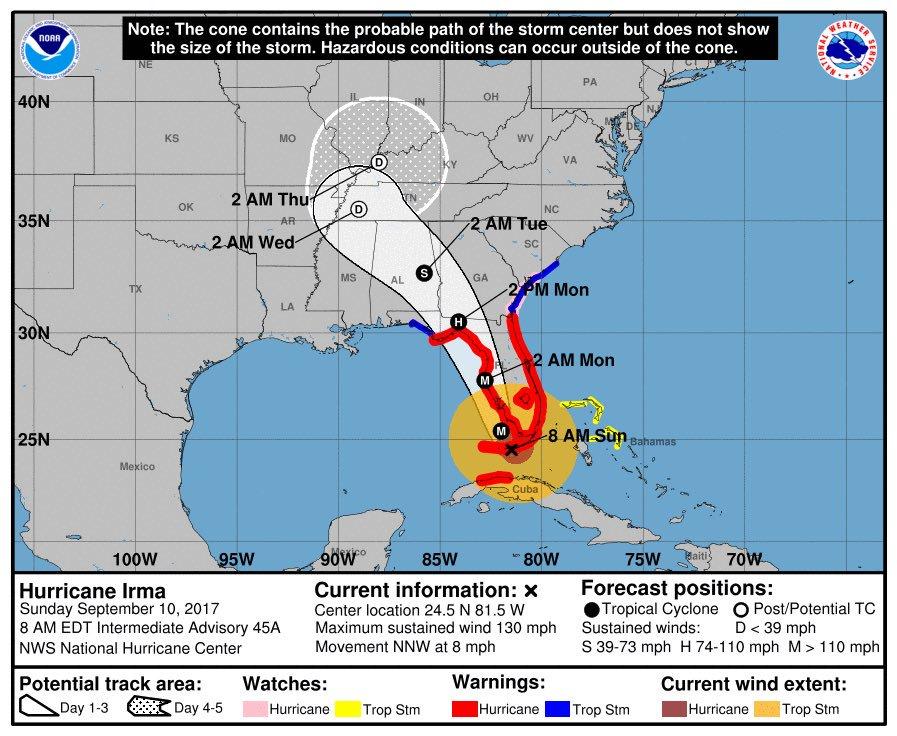 Note: The cone contains the probable path of the storm center but does not show
the size of the storm. Hazardous conditions can occur outside of the cone.
NOAA
NATIONAL WEATHER SERVICE
NE
IL
IN
OH
PA
CT
NJ
DE
40N
KS
MO
WV
VA
KY
D
2 AM Thu
TN
OK
AR
D
NC
35N
2 AM Wed
2 AM Tue
SC
S
TX
MS
AL
GA
LA
2 PM Mon
H
30N
2 AM Mon
M
FL
M
8 AM Sun
25N
Bahamas
Mexico
Cuba
Mexico
Haiti
100W 95W 90W 85W 80W 75W 70W
Hurricane Irma
Sunday September 10, 2017
8 AM EDT Intermediate Advisory 45A
NWS National Hurricane Center
Current information: ×
Center location 24.5 N 81.5 W
Maximum sustained wind 130 mph
Movement NNW at 8 mph
Forecast positions:
Tropical Cyclone Post/Potential TC
Sustained winds: D < 39 mph
S 39-73 mph H 74-110 mph M > 110 mph
Potential track area:
Day 1-3 Day 4-5
Watches:
Hurricane Trop Stm
Warnings:
Hurricane Trop Stm
Current wind extent:
Hurricane Trop Stm